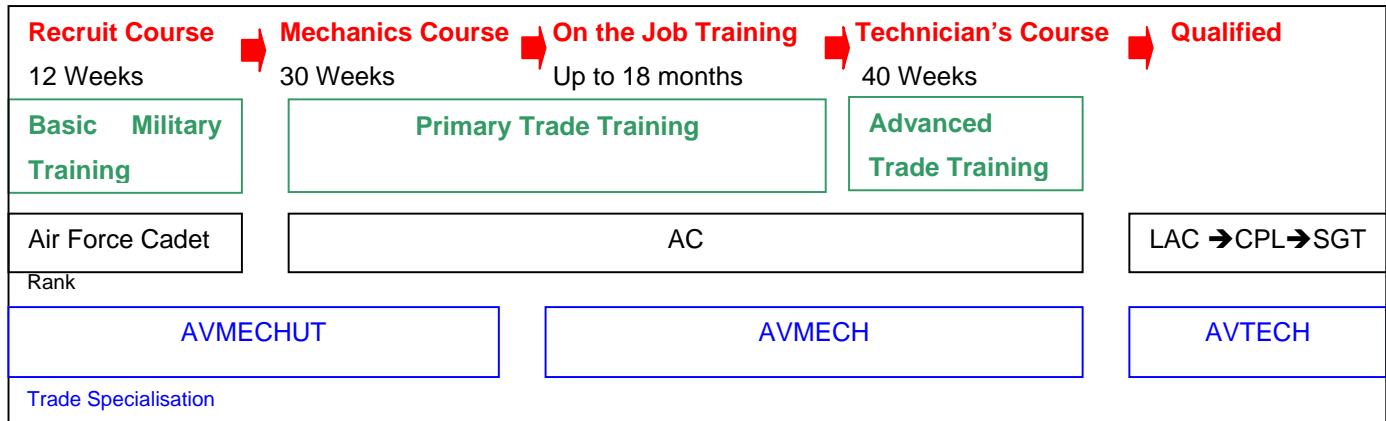 Recruit Course Mechanics Course On the Job Training Technician's Course Qualified
12 Weeks 30 Weeks Up to 18 months 40 Weeks
Basic Military
Training
Primary Trade Training
Advanced
Trade Training
Air Force Cadet AC LAC ➔CPL➔SGT
Rank
AVMECHUT AVMECH AVTECH
Trade Specialisation